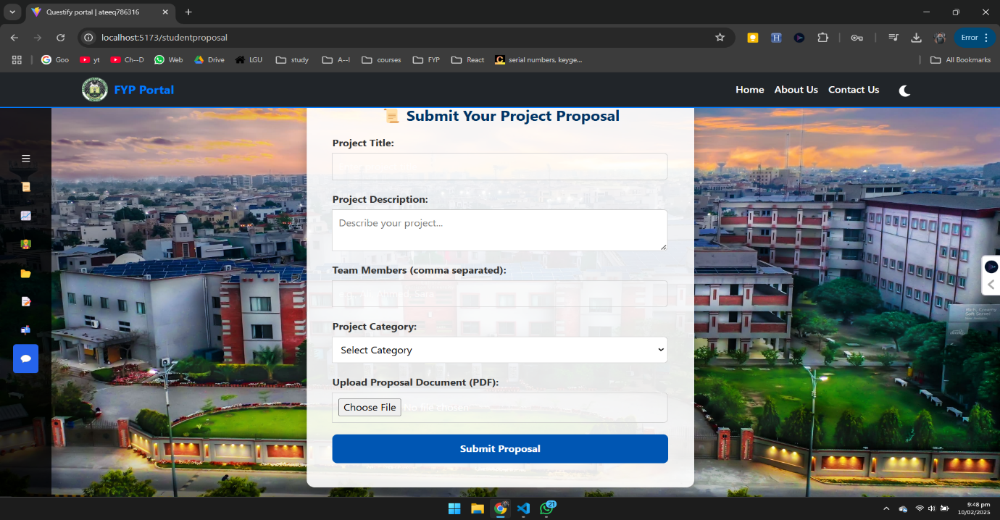 Questify portal | ateeq786316
localhost:5173/studentproposal
Error
Goo
yt
Ch--D
Web
Drive
LGU
study
A--I
courses
FYP
React
serial numbers, keyge...
All Bookmarks
FYP Portal
Home
About Us
Contact Us
📜 Submit Your Project Proposal
Project Title:
Project Description:
Describe your project...
Team Members (comma separated):
Project Category:
Select Category
Upload Proposal Document (PDF):
Choose File No file chosen
Submit Proposal
21
9:48 pm
10/02/2025